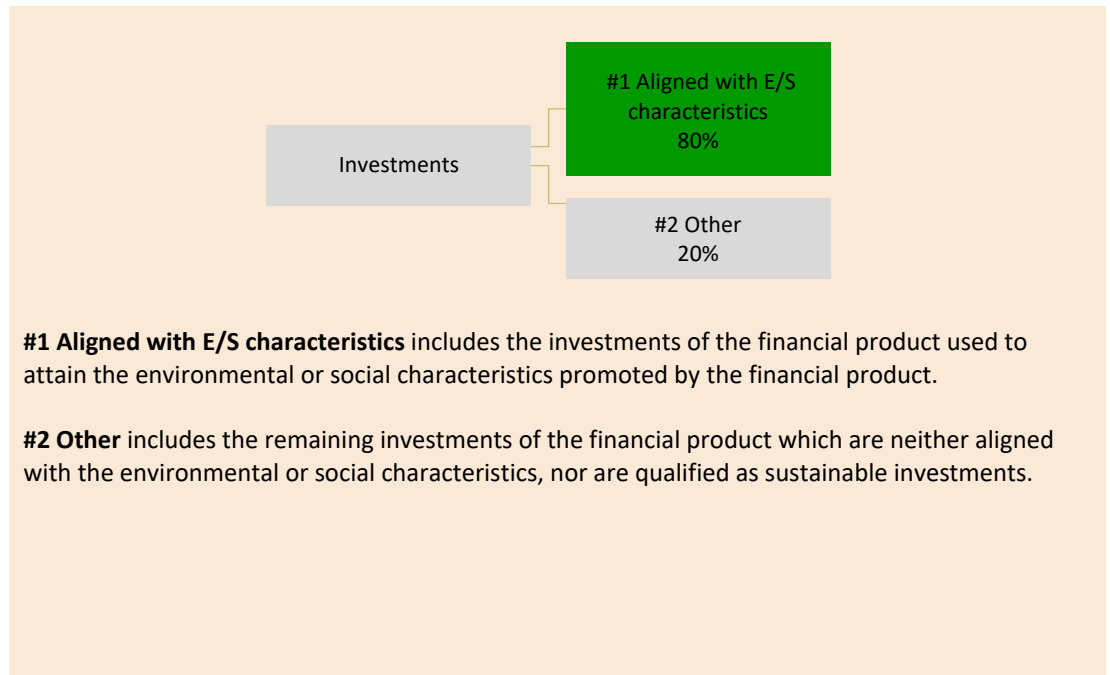 #1 Aligned with E/S
characteristics
80%
Investments
#2 Other
20%
#1 Aligned with E/S characteristics includes the investments of the financial product used to
attain the environmental or social characteristics promoted by the financial product.
#2 Other includes the remaining investments of the financial product which are neither aligned
with the environmental or social characteristics, nor are qualified as sustainable investments.